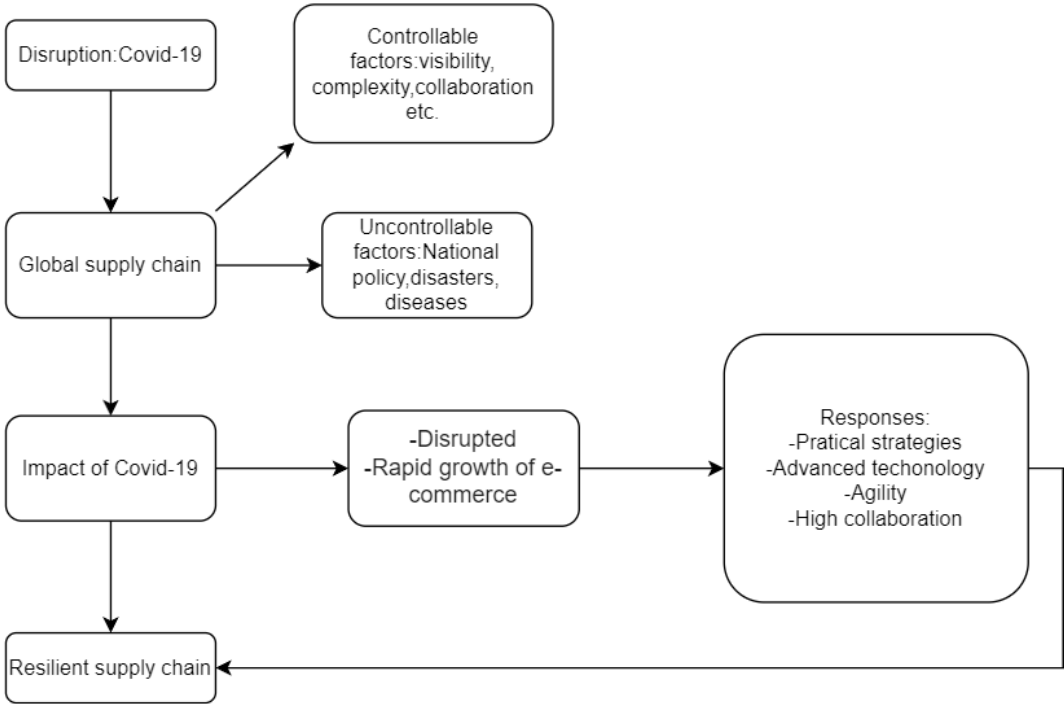 Disruption:Covid-19
Controllable
factors:visibility,
complexity,collaboration
etc.
Global supply chain
Uncontrollable
factors:National
policy,disasters,
diseases
Impact of Covid-19
-Disrupted
-Rapid growth of e-
commerce
Responses:
-Pratical strategies
-Advanced techonology
-Agility
-High collaboration
Resilient supply chain